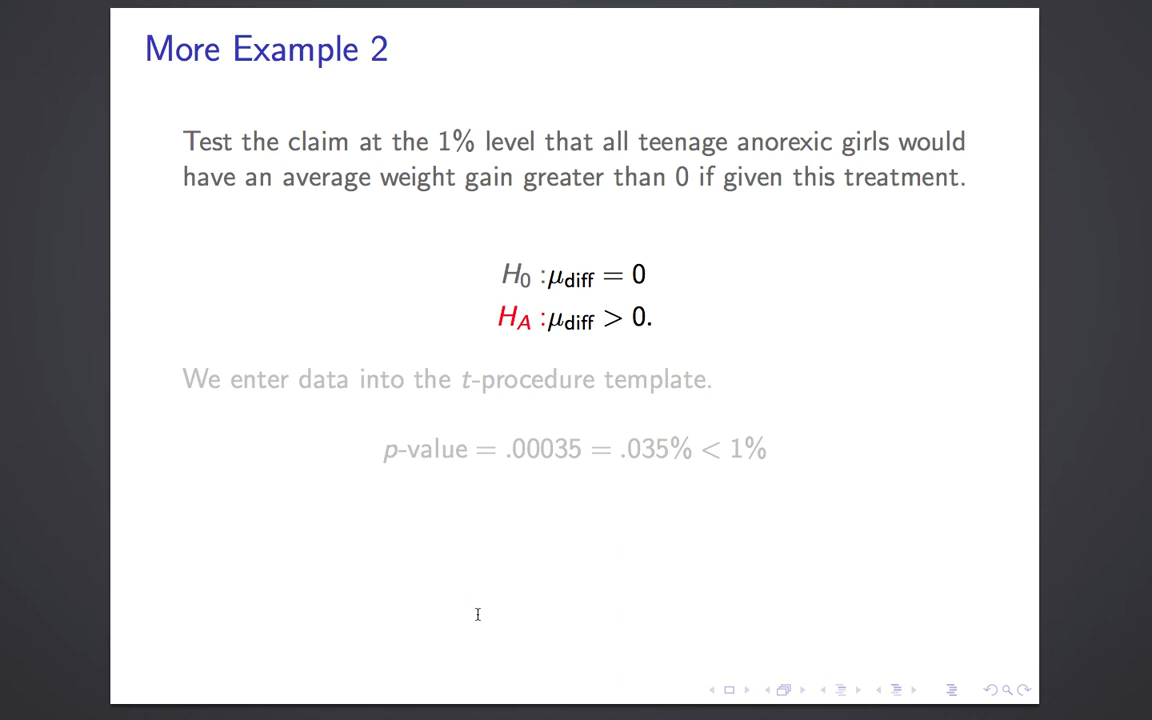 More Example 2
Test the claim at the 1% level that all teenage anorexic girls would
have an average weight gain greater than 0 if given this treatment.
H₀ :μdiff = 0
H_A :μdiff > 0.
We enter data into the t-procedure template.
p-value = .00035 = .035% < 1%